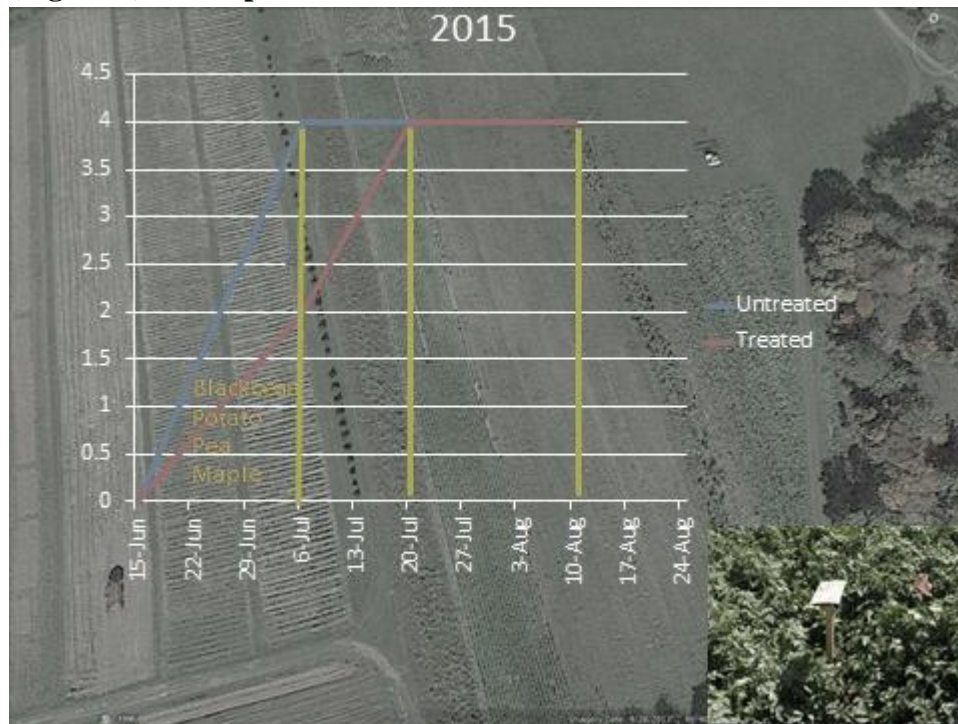 2015
4.5
4
3.5
3
2.5
2
1.5
1
0.5
0
Untreated
Treated
Blackbean
Potato
Pea
Maple
15-Jun
22-Jun
29-Jun
6-Jul
13-Jul
20-Jul
27-Jul
3-Aug
10-Aug
17-Aug
24-Aug